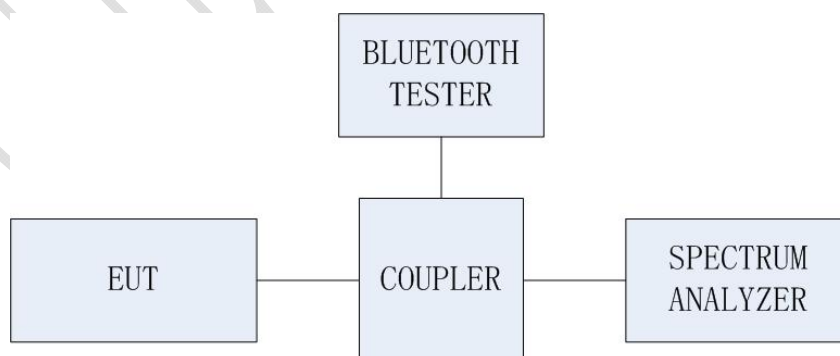 BLUETOOTH
TESTER
EUT
COUPLER
SPECTRUM
ANALYZER